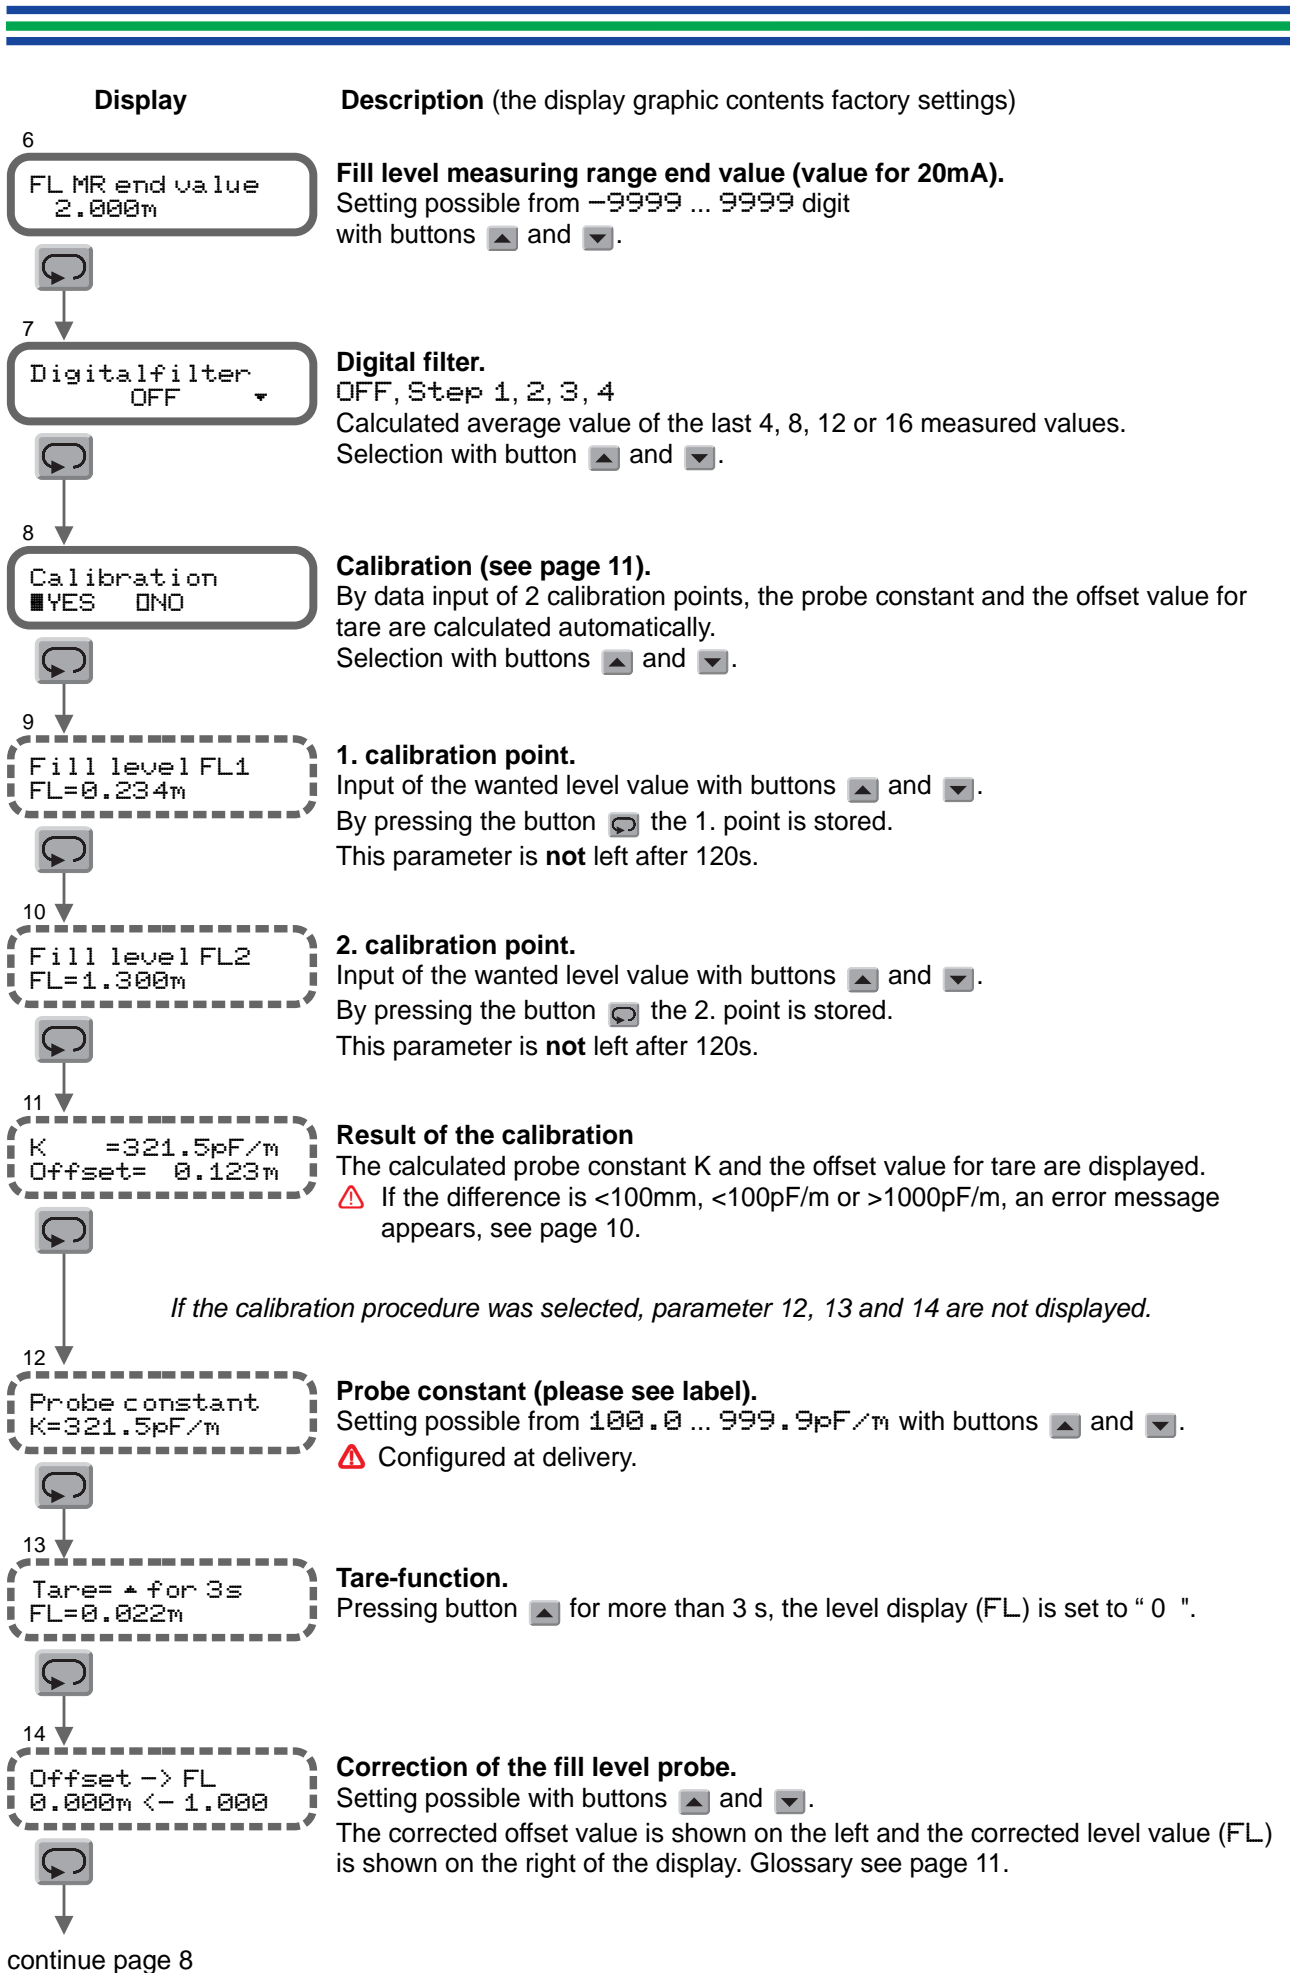 Display
Description (the display graphic contents factory settings)
6
FL MR end value
2.000m
Fill level measuring range end value (value for 20mA).
Setting possible from -9999 ... 9999 digit
with buttons and .
7
Digitalfilter
OFF
Digital filter.
OFF, Step 1, 2, 3, 4
Calculated average value of the last 4, 8, 12 or 16 measured values.
Selection with button and .
8
Calibration
YES NO
Calibration (see page 11).
By data input of 2 calibration points, the probe constant and the offset value for
tare are calculated automatically.
Selection with buttons and .
9
Fill level FL1
FL=0.234m
1. calibration point.
Input of the wanted level value with buttons and .
By pressing the button the 1. point is stored.
This parameter is not left after 120s.
10
Fill level FL2
FL=1.300m
2. calibration point.
Input of the wanted level value with buttons and .
By pressing the button the 2. point is stored.
This parameter is not left after 120s.
11
K =321.5pF/m
Offset= 0.123m
Result of the calibration
The calculated probe constant K and the offset value for tare are displayed.
If the difference is <100mm, <100pF/m or >1000pF/m, an error message
appears, see page 10.
If the calibration procedure was selected, parameter 12, 13 and 14 are not displayed.
12
Probe constant
K=321.5pF/m
Probe constant (please see label).
Setting possible from 100.0 ... 999.9pF/m with buttons and .
Configured at delivery.
13
Tare= for 3s
FL=0.022m
Tare-function.
Pressing button for more than 3 s, the level display (FL) is set to “ 0 ".
14
Offset -> FL
0.000m <- 1.000
Correction of the fill level probe.
Setting possible with buttons and .
The corrected offset value is shown on the left and the corrected level value (FL)
is shown on the right of the display. Glossary see page 11.
continue page 8